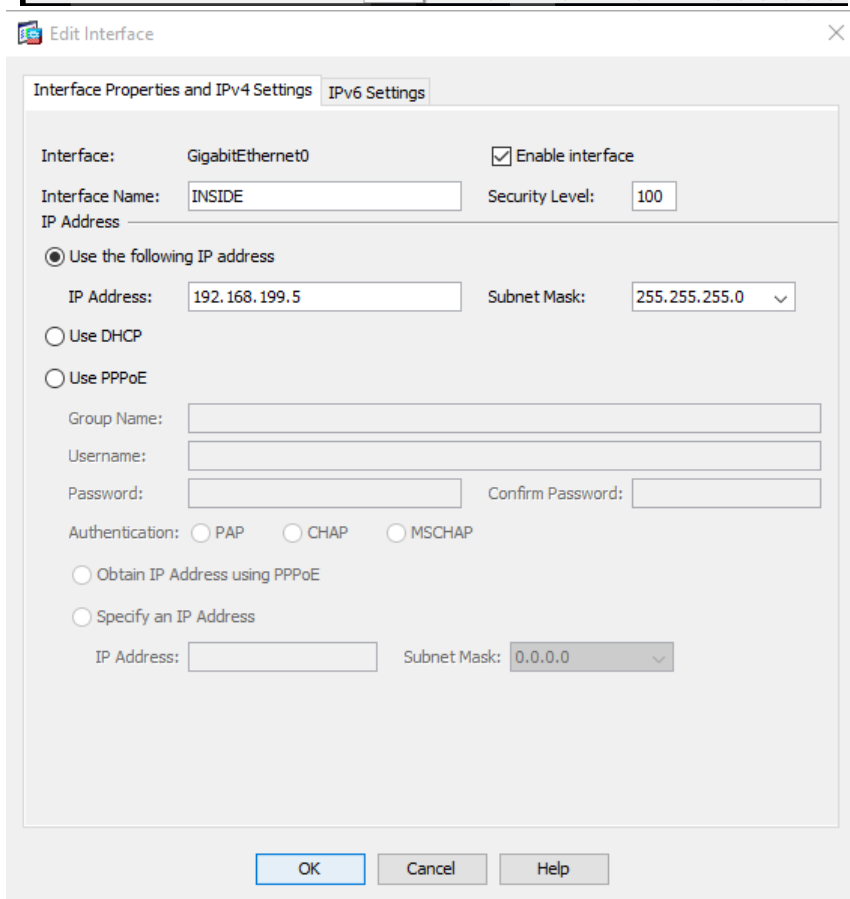 Edit Interface
Interface Properties and IPv4 Settings IPv6 Settings
Interface: GigabitEthernet0 Enable interface
Interface Name: INSIDE Security Level: 100
IP Address
Use the following IP address
IP Address: 192.168.199.5 Subnet Mask: 255.255.255.0
Use DHCP
Use PPPoE
Group Name:
Username:
Password: Confirm Password:
Authentication: PAP CHAP MSCHAP
Obtain IP Address using PPPoE
Specify an IP Address
IP Address: Subnet Mask: 0.0.0.0
OK Cancel Help